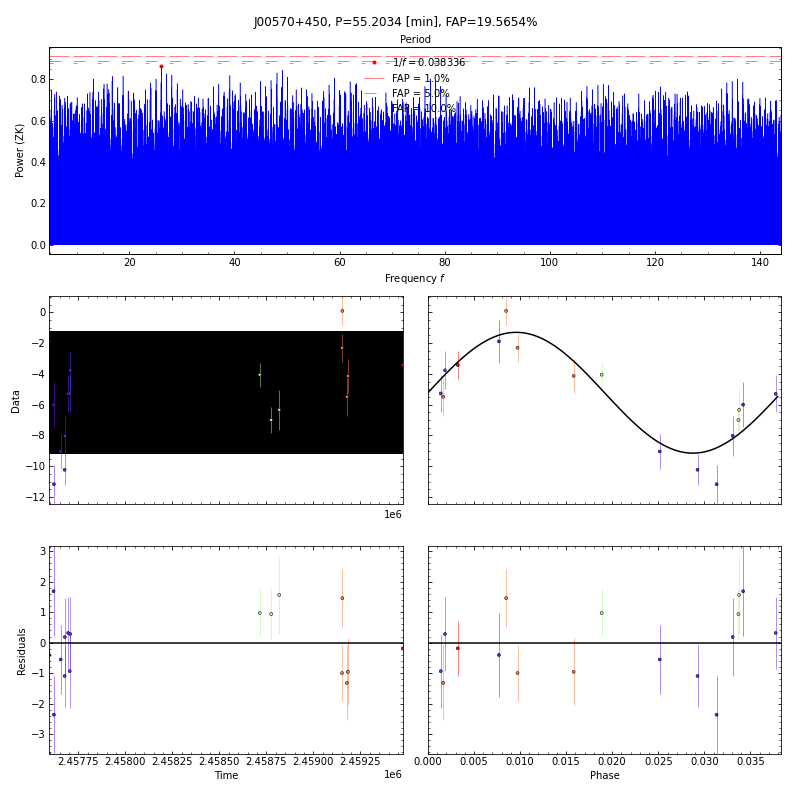 J00570+450, P=55.2034 [min], FAP=19.5654%
Period
Power (ZK)
0.8
0.6
0.4
0.2
0.0
1/f = 0.038336
FAP = 1.0%
FAP = 5.0%
FAP = 10.0%
20 40 60 80 100 120 140
Frequency f
Data
0
−2
−4
−6
−8
−10
−12
1e6
Residuals
3
2
1
0
−1
−2
−3
2.45775 2.45800 2.45825 2.45850 2.45875 2.45900 2.45925
Time
1e6
0.000 0.005 0.010 0.015 0.020 0.025 0.030 0.035
Phase